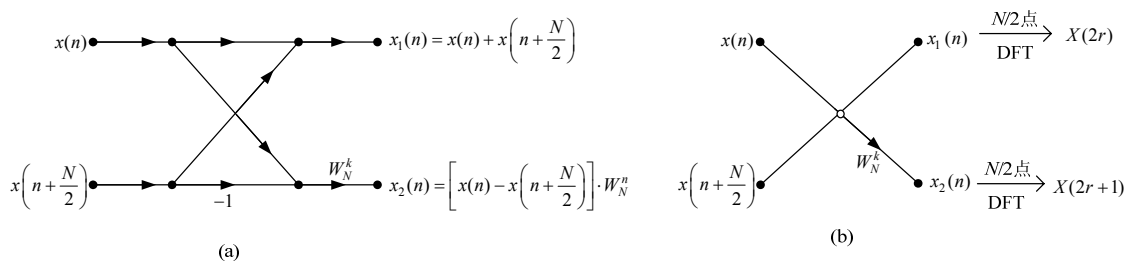 x(n)
x_1(n) = x(n) + x(n + N/2)
x(n + N/2)
-1
W_N^k
x_2(n) = [x(n) − x(n + N/2)] · W_N^n
(a)
x(n)
x_1(n)
N/2点
DFT
X(2r)
x(n + N/2)
W_N^k
x_2(n)
N/2点
DFT
X(2r+1)
(b)